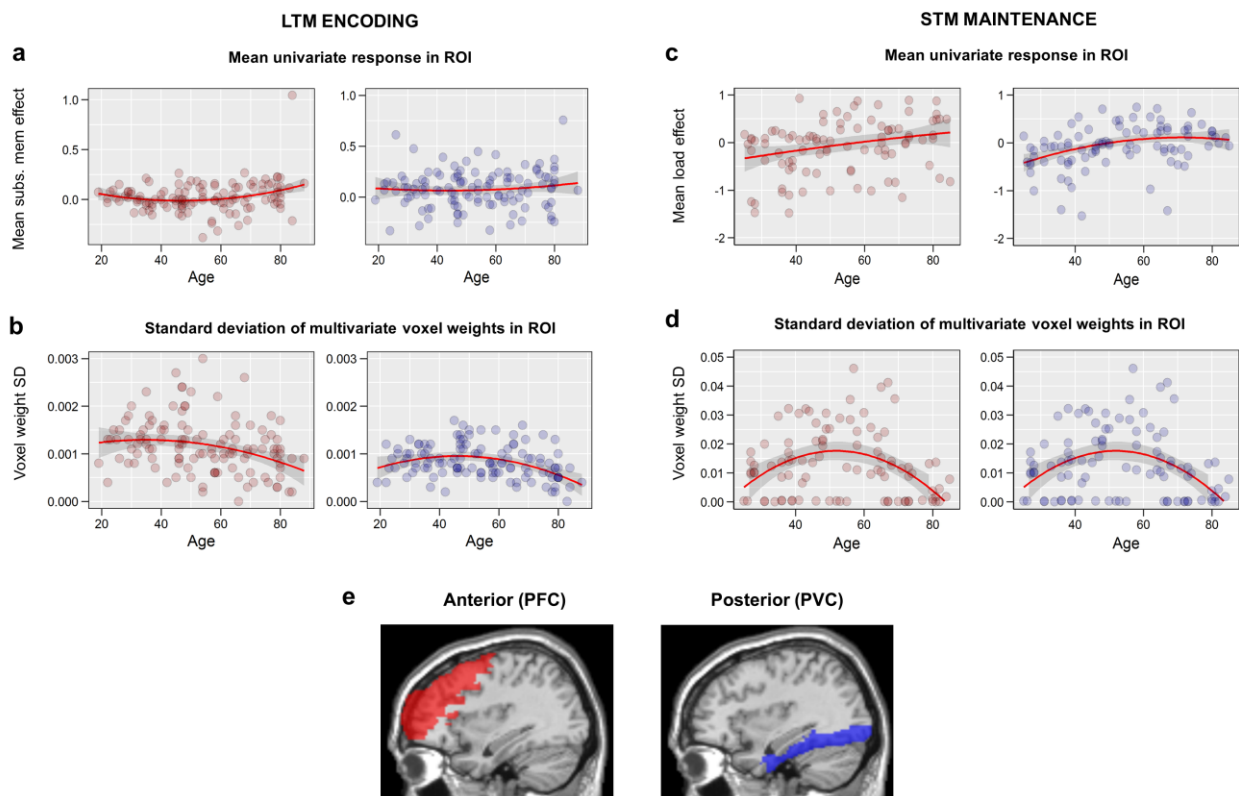 LTM ENCODING
STM MAINTENANCE
a
Mean univariate response in ROI
c
Mean univariate response in ROI
Mean subs. mem effect
1.0
0.5
0.0
20 40 60 80
Age
1.0
0.5
0.0
20 40 60 80
Age
Mean load effect
1
0
-1
-2
40 60 80
Age
1
0
-1
-2
40 60 80
Age
b
Standard deviation of multivariate voxel weights in ROI
d
Standard deviation of multivariate voxel weights in ROI
Voxel weight SD
0.003
0.002
0.001
0.000
20 40 60 80
Age
0.003
0.002
0.001
0.000
20 40 60 80
Age
Voxel weight SD
0.05
0.04
0.03
0.02
0.01
0.00
40 60 80
Age
0.05
0.04
0.03
0.02
0.01
0.00
40 60 80
Age
e
Anterior (PFC)
Posterior (PVC)